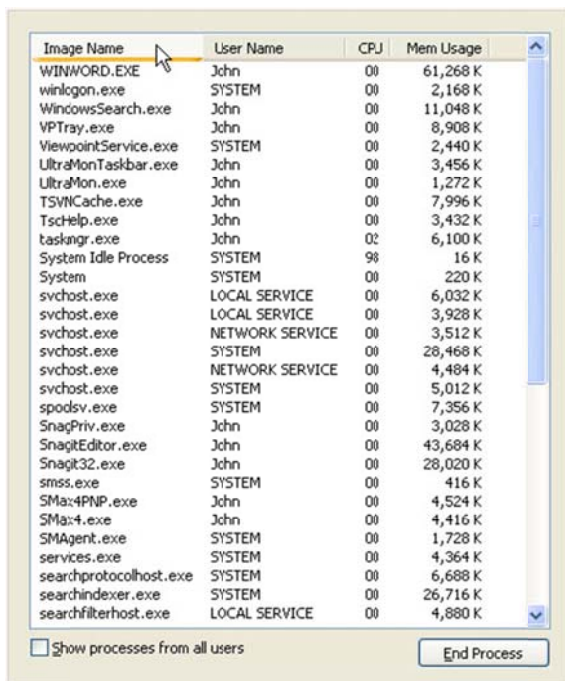 Image Name User Name CPU Mem Usage
WINWORD.EXE John 00 61,268 K
winlogon.exe SYSTEM 00 2,168 K
WindowsSearch.exe John 00 11,048 K
VPTray.exe John 00 8,908 K
ViewpointService.exe SYSTEM 00 2,440 K
UltraMonTaskbar.exe John 00 3,456 K
UltraMon.exe John 00 1,272 K
TSVNCache.exe John 00 7,996 K
TscHelp.exe John 00 3,432 K
taskmgr.exe John 02 6,100 K
System Idle Process SYSTEM 98 16 K
System SYSTEM 00 220 K
svchost.exe LOCAL SERVICE 00 6,032 K
svchost.exe LOCAL SERVICE 00 3,928 K
svchost.exe NETWORK SERVICE 00 3,512 K
svchost.exe SYSTEM 00 28,468 K
svchost.exe NETWORK SERVICE 00 4,484 K
svchost.exe SYSTEM 00 5,012 K
spoolsv.exe SYSTEM 00 7,356 K
SnagPriv.exe John 00 3,028 K
SnagitEditor.exe John 00 43,684 K
Snagit32.exe John 00 28,020 K
smss.exe SYSTEM 00 416 K
SMax4PNP.exe John 00 4,524 K
SMax4.exe John 00 4,416 K
SMAgent.exe SYSTEM 00 1,728 K
services.exe SYSTEM 00 4,364 K
searchprotocolhost.exe SYSTEM 00 6,688 K
searchindexer.exe SYSTEM 00 26,716 K
searchfilterhost.exe LOCAL SERVICE 00 4,880 K
Show processes from all users
End Process